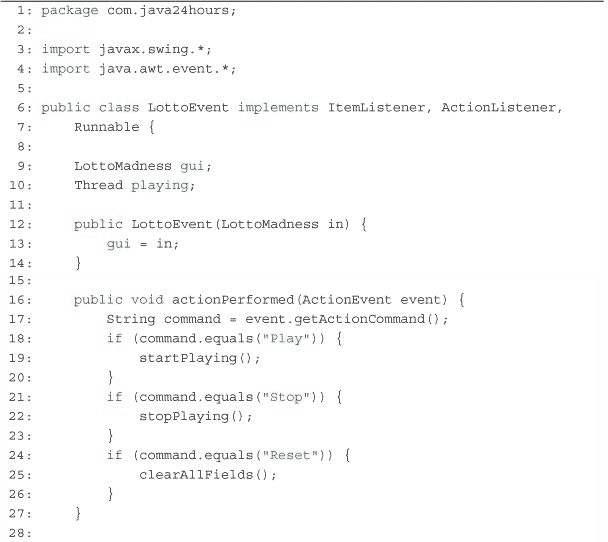 1: package com.java24hours;
2:
3: import javax.swing.*;
4: import java.awt.event.*;
5:
6: public class LottoEvent implements ItemListener, ActionListener,
7:     Runnable {
8:
9:     LottoMadness gui;
10:     Thread playing;
11:
12:     public LottoEvent(LottoMadness in) {
13:         gui = in;
14:     }
15:
16:     public void actionPerformed(ActionEvent event) {
17:         String command = event.getActionCommand();
18:         if (command.equals("Play")) {
19:             startPlaying();
20:         }
21:         if (command.equals("Stop")) {
22:             stopPlaying();
23:         }
24:         if (command.equals("Reset")) {
25:             clearAllFields();
26:         }
27:     }
28: